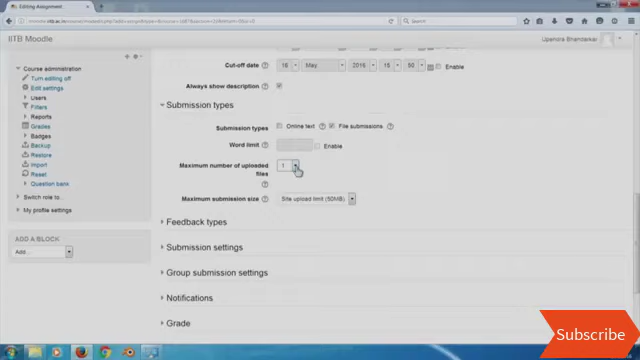 Editing Assignment
IITB Moodle
Upendra Bhandarkar
Course administration
Turn editing off
Edit settings
Users
Filters
Reports
Grades
Badges
Backup
Restore
Import
Reset
Question bank
Switch role to...
My profile settings
ADD A BLOCK
Add...
Cut-off date 16 May 2016 15 50 Enable
Always show description
Submission types
Submission types Online text File submissions
Word limit Enable
Maximum number of uploaded files 1
Maximum submission size Site upload limit (50MB)
Feedback types
Submission settings
Group submission settings
Notifications
Grade
Subscribe